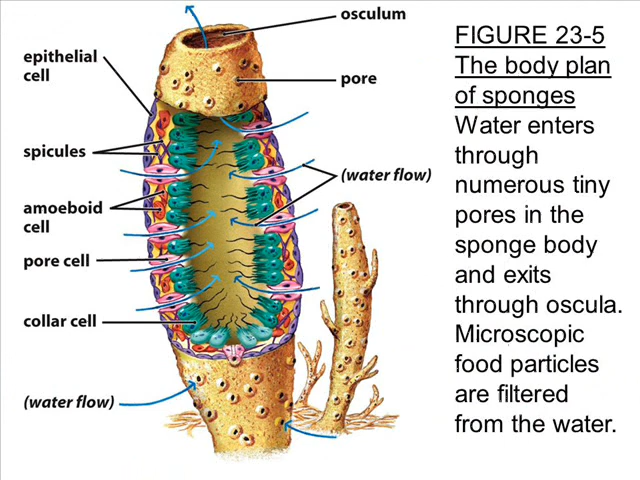 osculum
epithelial
cell
pore
spicules
(water flow)
amoeboid
cell
pore cell
collar cell
(water flow)
FIGURE 23-5
The body plan
of sponges
Water enters
through
numerous tiny
pores in the
sponge body
and exits
through oscula.
Microscopic
food particles
are filtered
from the water.